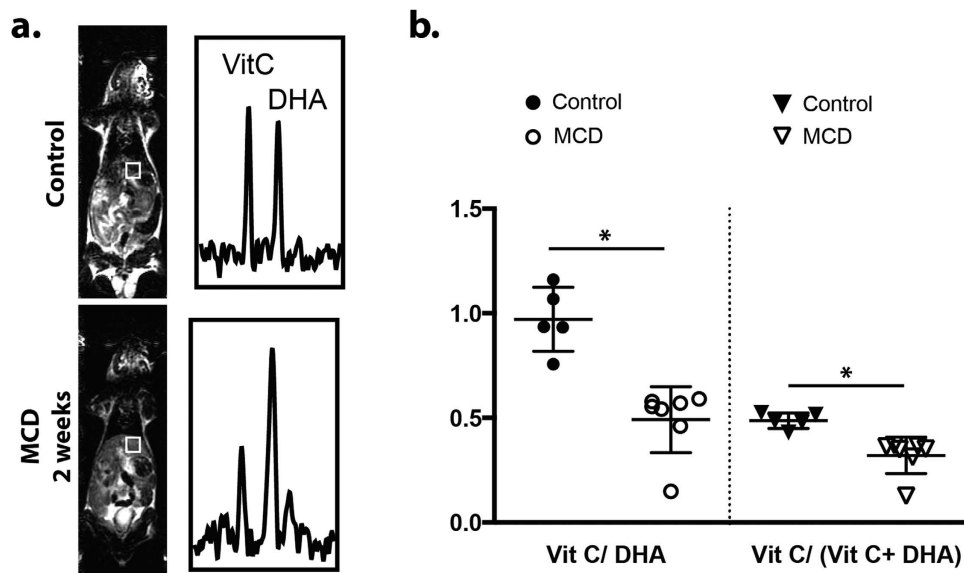 a.
Control
VitC
DHA
MCD
2 weeks
b.
Control
MCD
Control
MCD
1.5
1.0
0.5
0.0
*
*
Vit C/ DHA
Vit C/ (Vit C+ DHA)